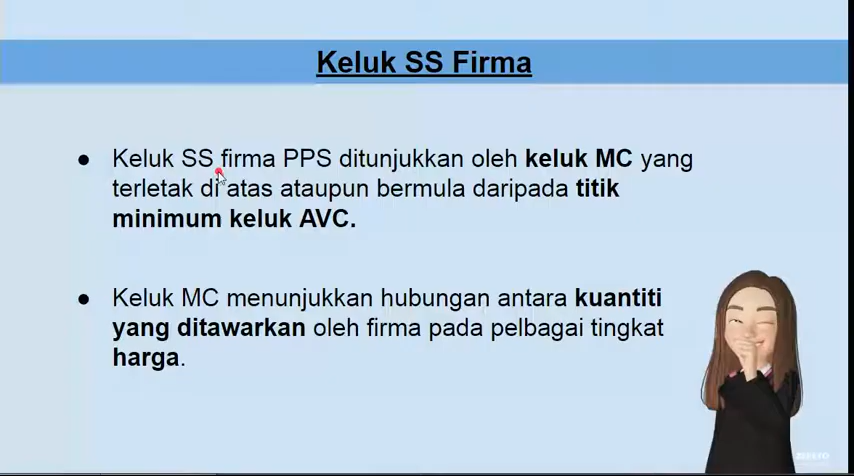 Keluk SS Firma
● Keluk SS firma PPS ditunjukkan oleh keluk MC yang
terletak di atas ataupun bermula daripada titik
minimum keluk AVC.
● Keluk MC menunjukkan hubungan antara kuantiti
yang ditawarkan oleh firma pada pelbagai tingkat
harga.